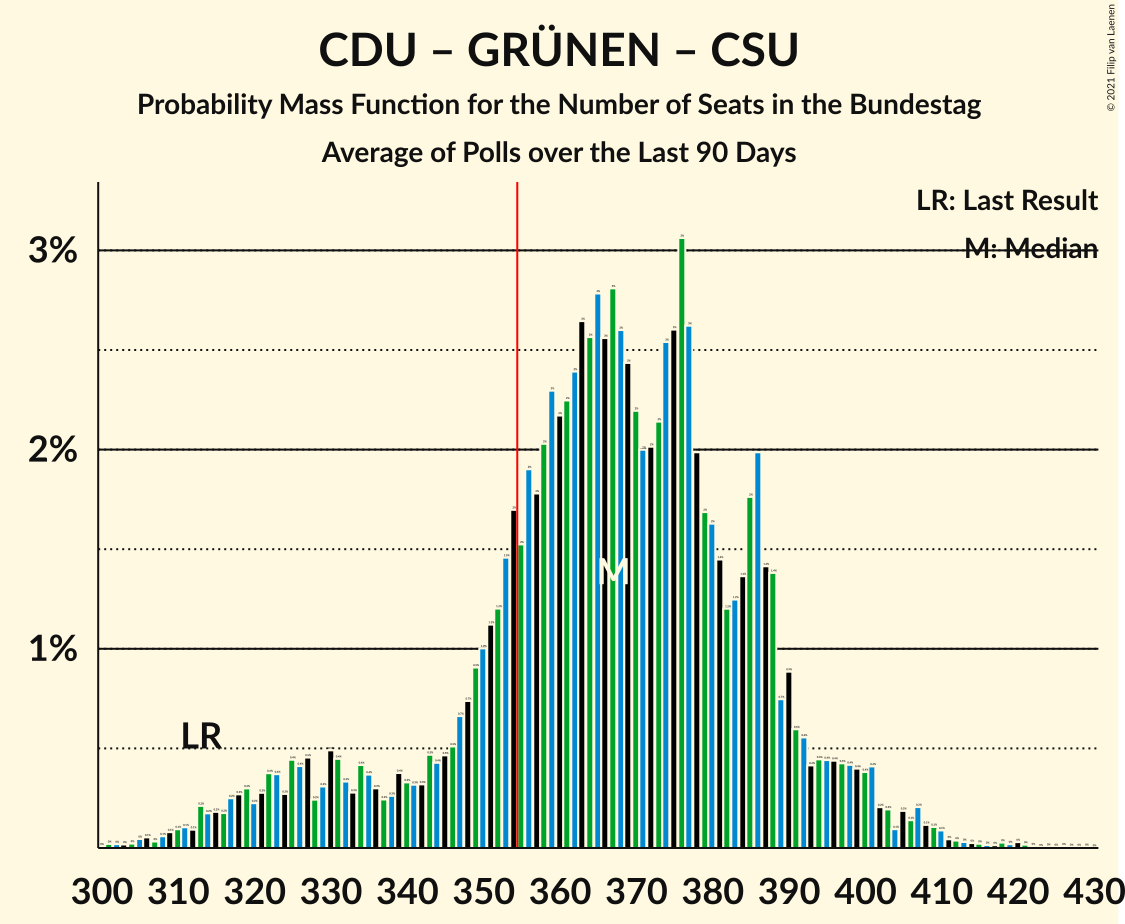 CDU – GRÜNEN – CSU
Probability Mass Function for the Number of Seats in the Bundestag
Average of Polls over the Last 90 Days
© 2021 Filip van Laenen
LR: Last Result
M: Median
3%
2%
1%
LR
M
300 310 320 330 340 350 360 370 380 390 400 410 420 430